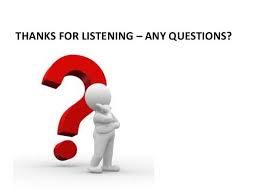 THANKS FOR LISTENING – ANY QUESTIONS?